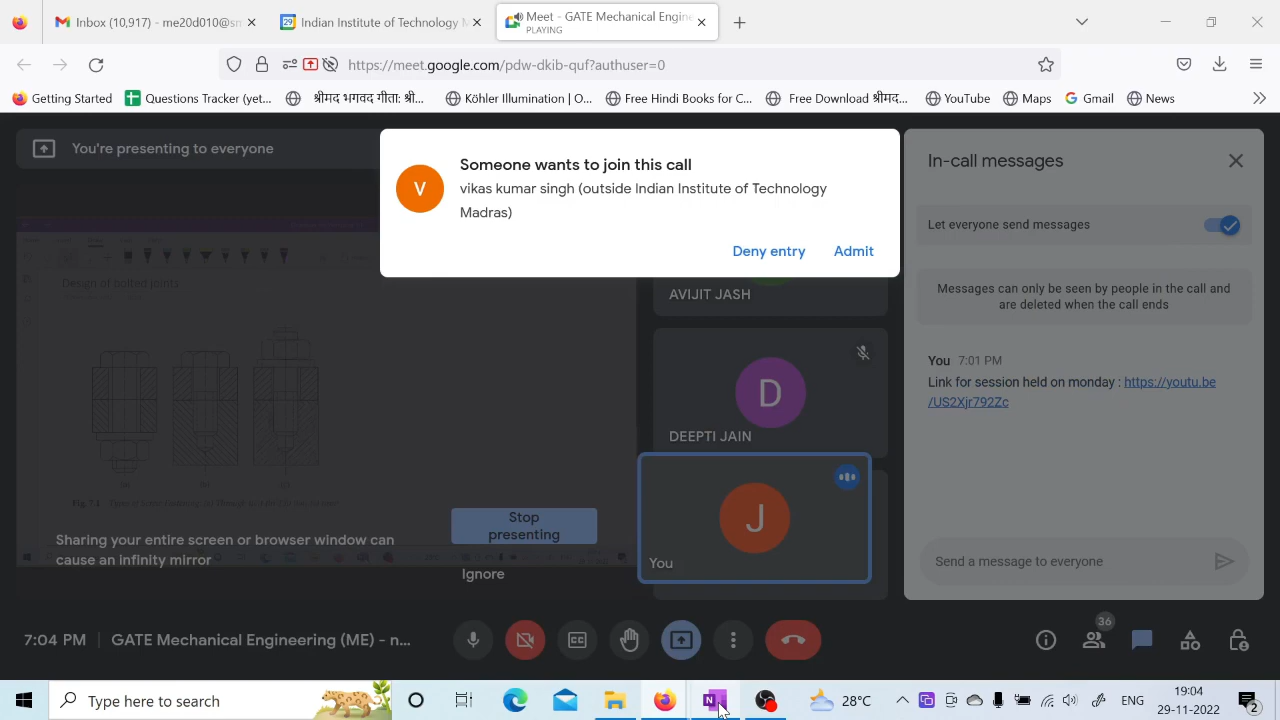 Inbox (10,917) - me20d010@sm
Indian Institute of Technology M
Meet - GATE Mechanical Engine
PLAYING
https://meet.google.com/pdw-dkib-quf?authuser=0
Getting Started
Questions Tracker (yet...
श्रीमद भगवद गीता: श्री...
Köhler Illumination | O...
Free Hindi Books for C...
Free Download श्रीमद...
YouTube
Maps
Gmail
News
You're presenting to everyone
Someone wants to join this call
V
vikas kumar singh (outside Indian Institute of Technology
Madras)
Deny entry
Admit
In-call messages
Let everyone send messages
Messages can only be seen by people in the call and
are deleted when the call ends
You 7:01 PM
Link for session held on monday : https://youtu.be
/US2Xjr792Zc
Send a message to everyone
Design of bolted joints
AVIJIT JASH
D
DEEPTI JAIN
J
You
Sharing your entire screen or browser window can
cause an infinity mirror
Stop
presenting
Ignore
7:04 PM
GATE Mechanical Engineering (ME) - n...
36
Type here to search
28°C
ENG
19:04
29-11-2022
2